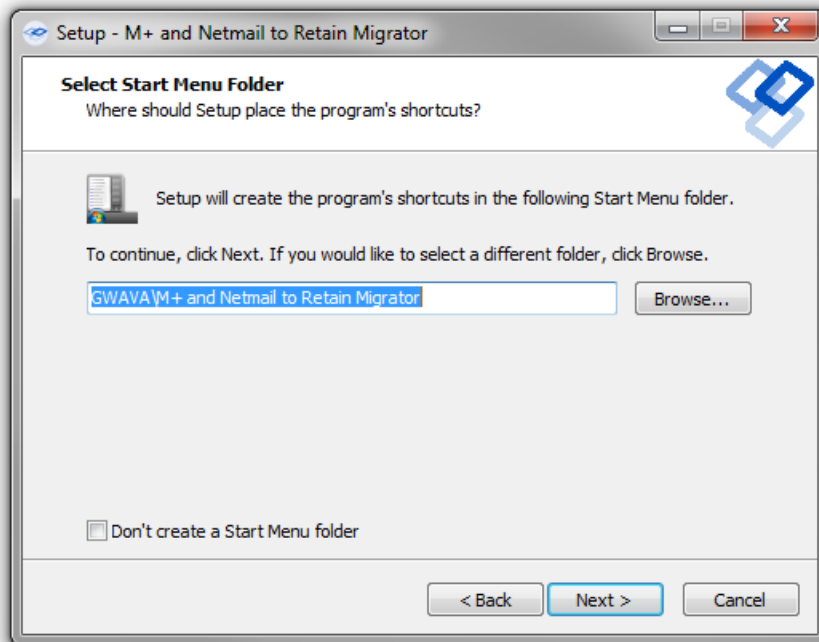 Setup - M+ and Netmail to Retain Migrator
Select Start Menu Folder
Where should Setup place the program's shortcuts?
Setup will create the program's shortcuts in the following Start Menu folder.
To continue, click Next. If you would like to select a different folder, click Browse.
GWAVA\M+ and Netmail to Retain Migrator
Browse...
Don't create a Start Menu folder
< Back
Next >
Cancel